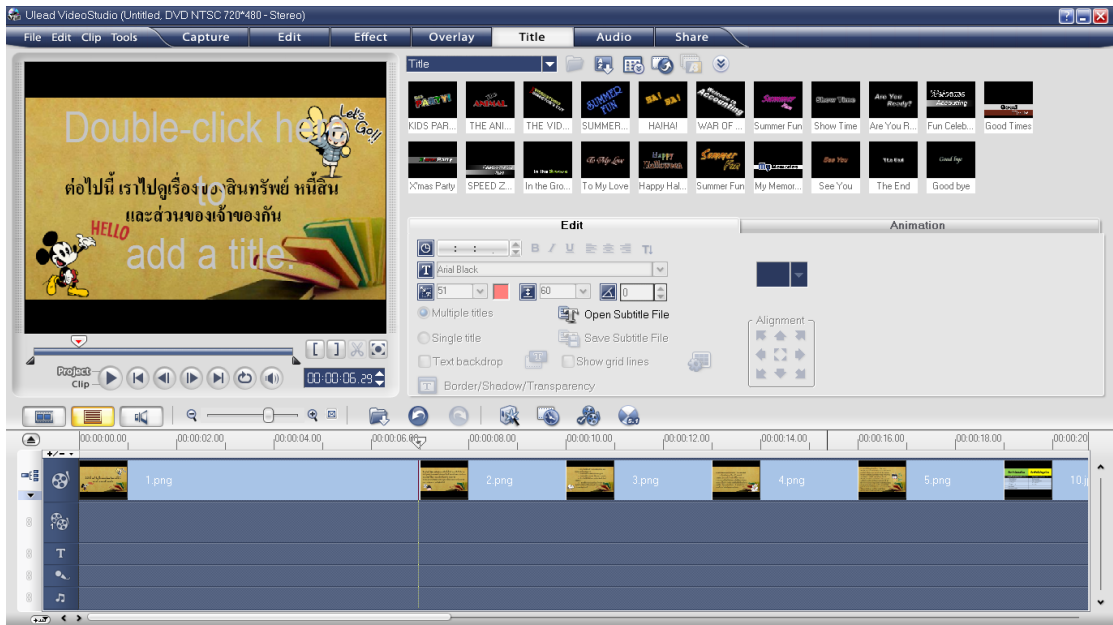 Ulead VideoStudio (Untitled, DVD NTSC 720*480 - Stereo)
File Edit Clip Tools Capture Edit Effect Overlay Title Audio Share
Title
KIDS PAR... THE ANI... THE VID... SUMMER... HA!HA! WAR OF ... Summer Fun Show Time Are You R... Fun Celeb... Good Times
X'mas Party SPEED Z... In the Gro... To My Love Happy Hal... Summer Fun My Memor... See You The End Good bye
Let's Go!!
Double-click here
ต่อไปนี้ เราไปดูเรื่องของสินทรัพย์ หนี้สิน
to
และส่วนของเจ้าของกัน
HELLO
add a title.
Edit Animation
: : .
B I U
Arial Black
51 60 0
Multiple titles Open Subtitle File
Single title Save Subtitle File
Text backdrop Show grid lines
Border/Shadow/Transparency
Alignment
Project
Clip
00:00:06.29
00:00:00.00 00:00:02.00 00:00:04.00 00:00:06.00 00:00:08.00 00:00:10.00 00:00:12.00 00:00:14.00 00:00:16.00 00:00:18.00 00:00:20
1.png 2.png 3.png 4.png 5.png 10.j